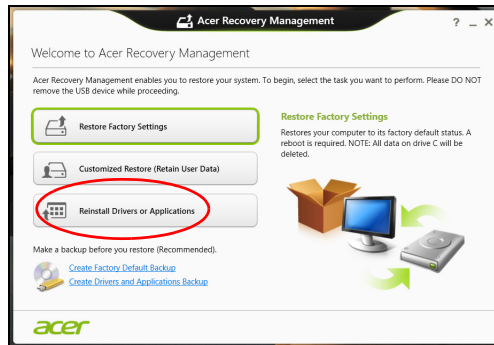 Acer Recovery Management
? _ X
Welcome to Acer Recovery Management
Acer Recovery Management enables you to restore your system. To begin, select the task you want to perform. Please DO NOT
remove the USB device while proceeding.
Restore Factory Settings
Customized Restore (Retain User Data)
Reinstall Drivers or Applications
Make a backup before you restore (Recommended).
Create Factory Default Backup
Create Drivers and Applications Backup
Restore Factory Settings
Restores your computer to its factory default status. A
reboot is required. NOTE: All data on drive C will be
deleted.
acer